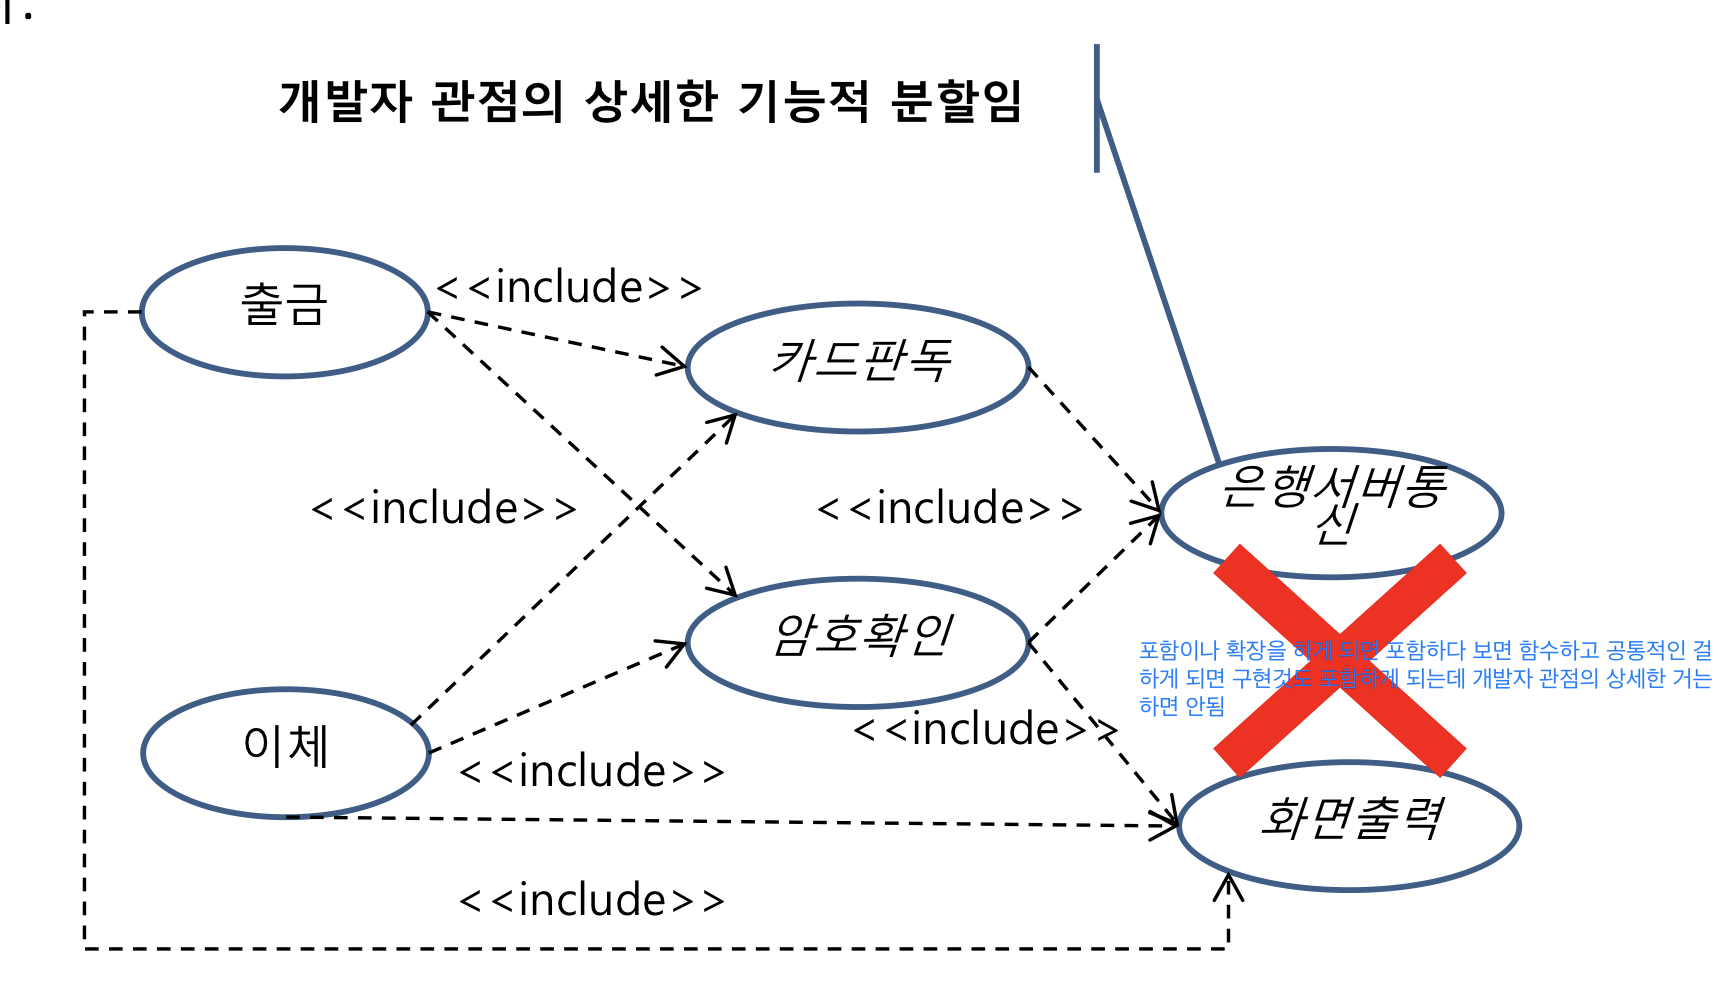 개발자 관점의 상세한 기능적 분할임
출금
<<include>>
카드판독
<<include>>
<<include>>
은행서버통
신
암호확인
포함이나 확장을 하게 되면 포함하다 보면 함수하고 공통적인 걸
하게 되면 구현것도 포함하게 되는데 개발자 관점의 상세한 거는
하면 안됨
이체
<<include>>
<<include>>
화면출력
<<include>>